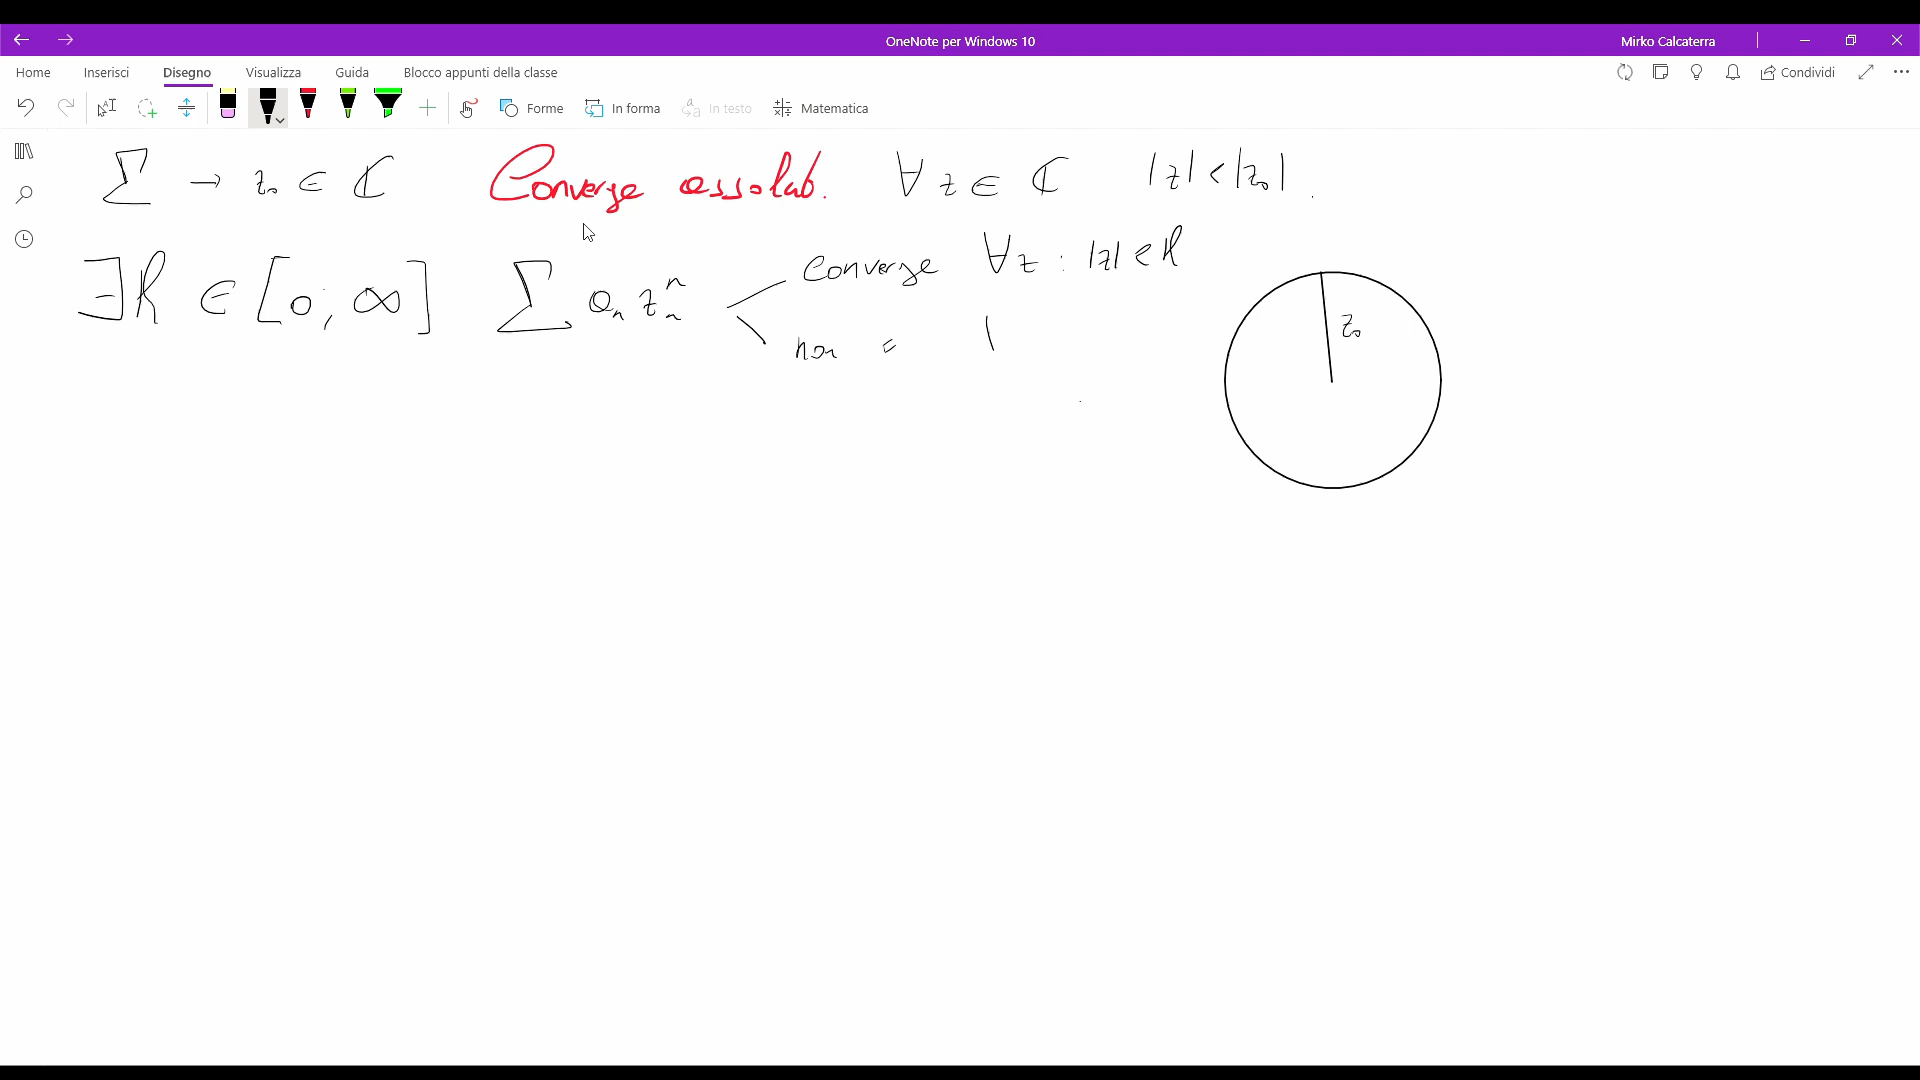 OneNote per Windows 10
Mirko Calcaterra
Home Inserisci Disegno Visualizza Guida Blocco appunti della classe
Condividi
Forme In forma In testo Matematica
Σ → z₀ ∈ ℂ Converge assolut. ∀ z ∈ ℂ |z| < |z₀|.
∃ R ∈ [0; ∞] Σ aₙ zₙⁿ
Converge ∀z : |z| < R
non = |
z₀